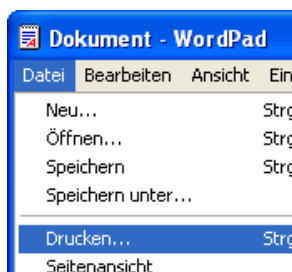 Dokument - WordPad
Datei Bearbeiten Ansicht Ein
Neu... Strg
Öffnen... Strg
Speichern Strg
Speichern unter...
Drucken... Strg
Seitenansicht